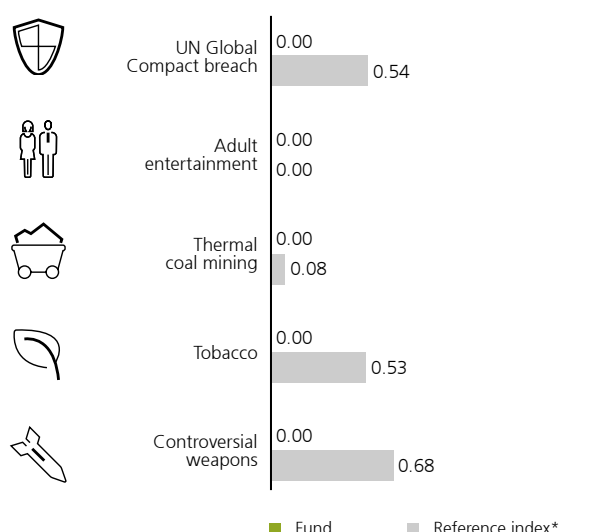 UN Global
Compact breach
0.00
0.54
Adult
entertainment
0.00
0.00
Thermal
coal mining
0.00
0.08
Tobacco
0.00
0.53
Controversial
weapons
0.00
0.68
Fund
Reference index*